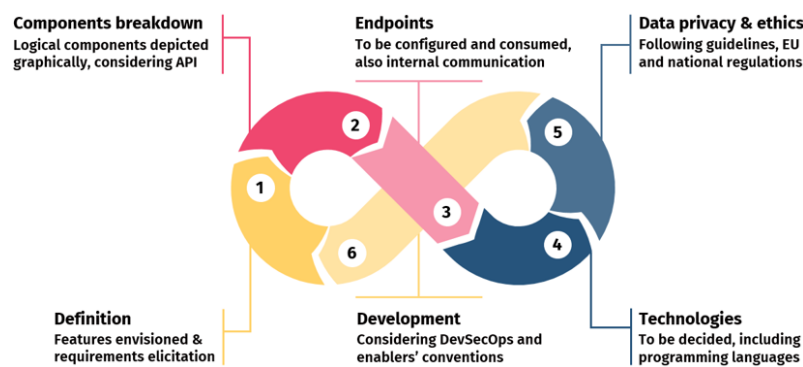 Components breakdown
Logical components depicted
graphically, considering API
Endpoints
To be configured and consumed,
also internal communication
Data privacy & ethics
Following guidelines, EU
and national regulations
2
5
1
3
4
6
Definition
Features envisioned &
requirements elicitation
Development
Considering DevSecOps and
enablers' conventions
Technologies
To be decided, including
programming languages